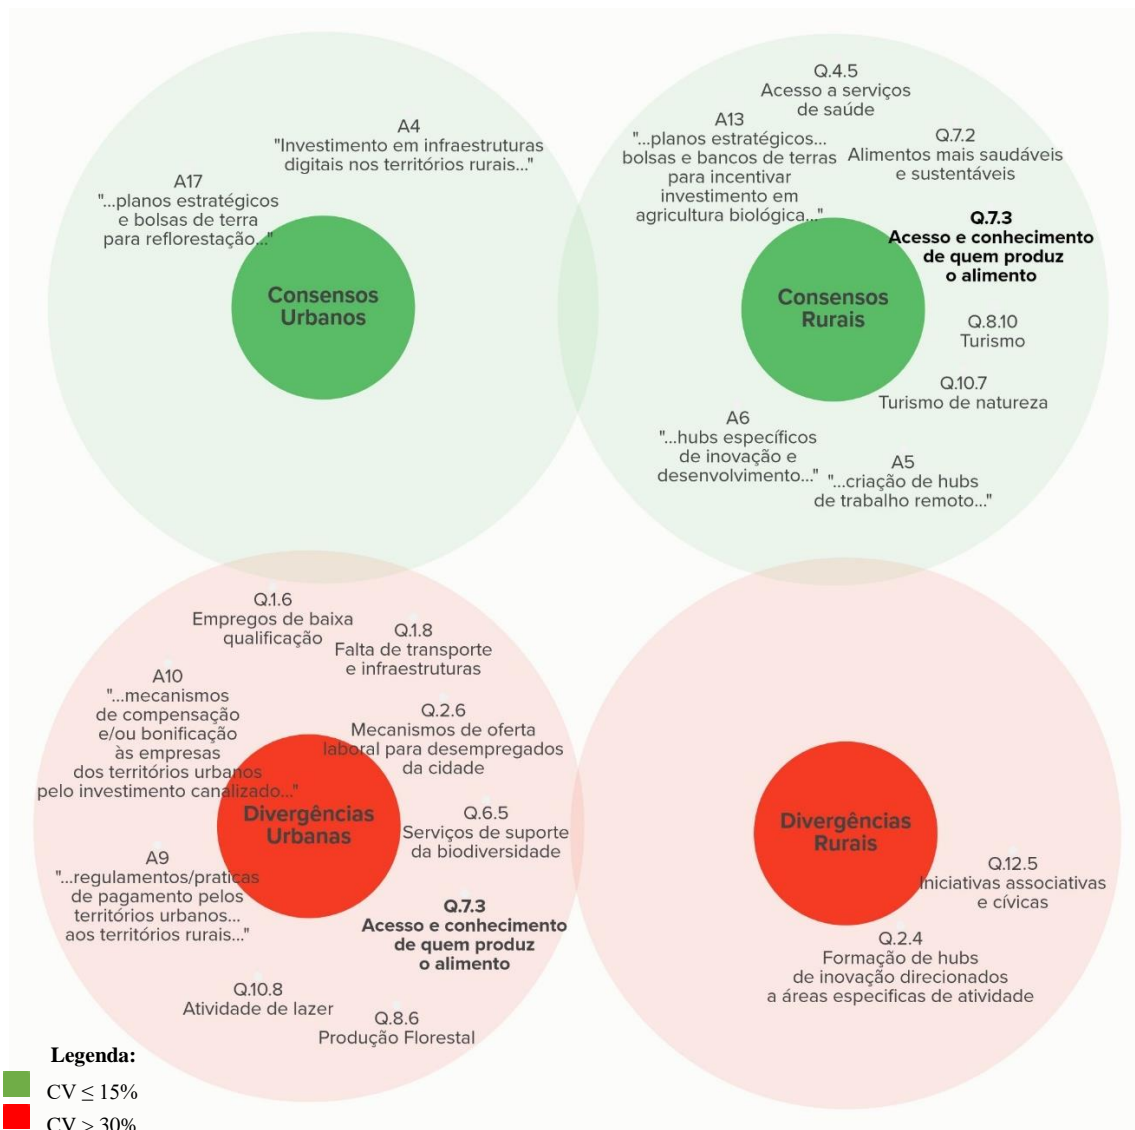 A4
"Investimento em infraestruturas
digitais nos territórios rurais..."
A17
"...planos estratégicos
e bolsas de terra
para reflorestação..."
Consensos
Urbanos
Q.4.5
Acesso a serviços
de saúde
A13
"...planos estratégicos...
bolsas e bancos de terras
para incentivar
investimento em
agricultura biológica..."
Q.7.2
Alimentos mais saudáveis
e sustentáveis
Q.7.3
Acesso e conhecimento
de quem produz
o alimento
Consensos
Rurais
Q.8.10
Turismo
Q.10.7
Turismo de natureza
A6
"...hubs específicos
de inovação e
desenvolvimento..."
A5
"...criação de hubs
de trabalho remoto..."
Q.1.6
Empregos de baixa
qualificação
Q.1.8
Falta de transporte
e infraestruturas
A10
"...mecanismos
de compensação
e/ou bonificação
às empresas
dos territórios urbanos
pelo investimento canalizado..."
Q.2.6
Mecanismos de oferta
laboral para desempregados
da cidade
Divergências
Urbanas
Q.6.5
Serviços de suporte
da biodiversidade
A9
"...regulamentos/praticas
de pagamento pelos
territórios urbanos...
aos territórios rurais..."
Q.7.3
Acesso e conhecimento
de quem produz
o alimento
Q.10.8
Atividade de lazer
Q.8.6
Produção Florestal
Divergências
Rurais
Q.12.5
Iniciativas associativas
e cívicas
Q.2.4
Formação de hubs
de inovação direcionados
a áreas especificas de atividade
Legenda:
CV ≤ 15%
CV > 30%